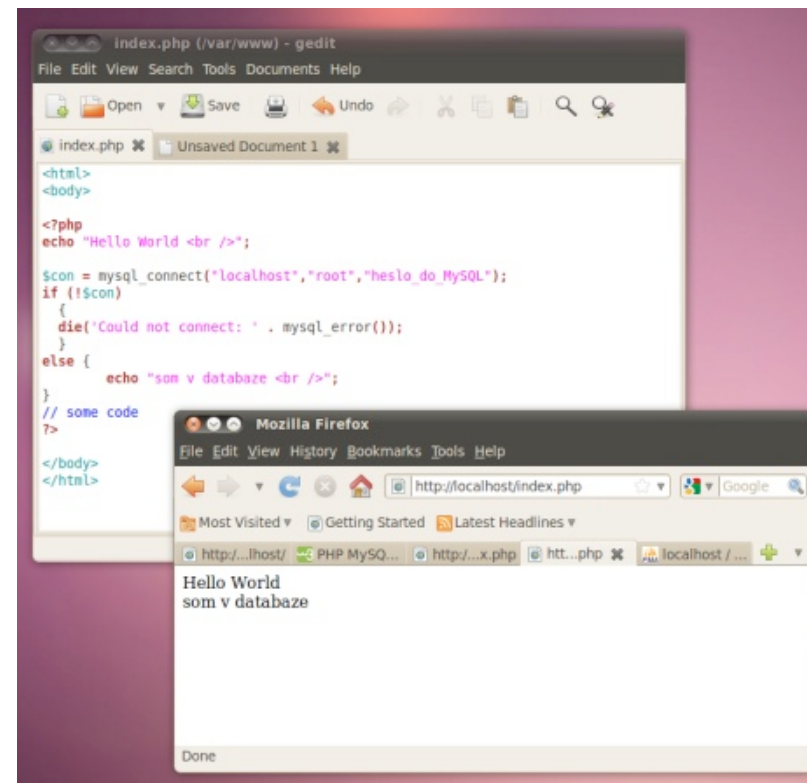 index.php (/var/www) - gedit
File Edit View Search Tools Documents Help
Open Save Undo
index.php Unsaved Document 1
<html>
<body>
<?php
echo "Hello World <br />";
$con = mysql_connect("localhost","root","heslo_do_MySQL");
if (!$con)
{
die('Could not connect: ' . mysql_error());
}
else {
echo "som v databaze <br />";
}
// some code
?>
</body>
</html>
Mozilla Firefox
File Edit View History Bookmarks Tools Help
http://localhost/index.php Google
Most Visited Getting Started Latest Headlines
http:/...lhost/ PHP MySQ... http:/...x.php htt...php localhost / ...
Hello World
som v databaze
Done